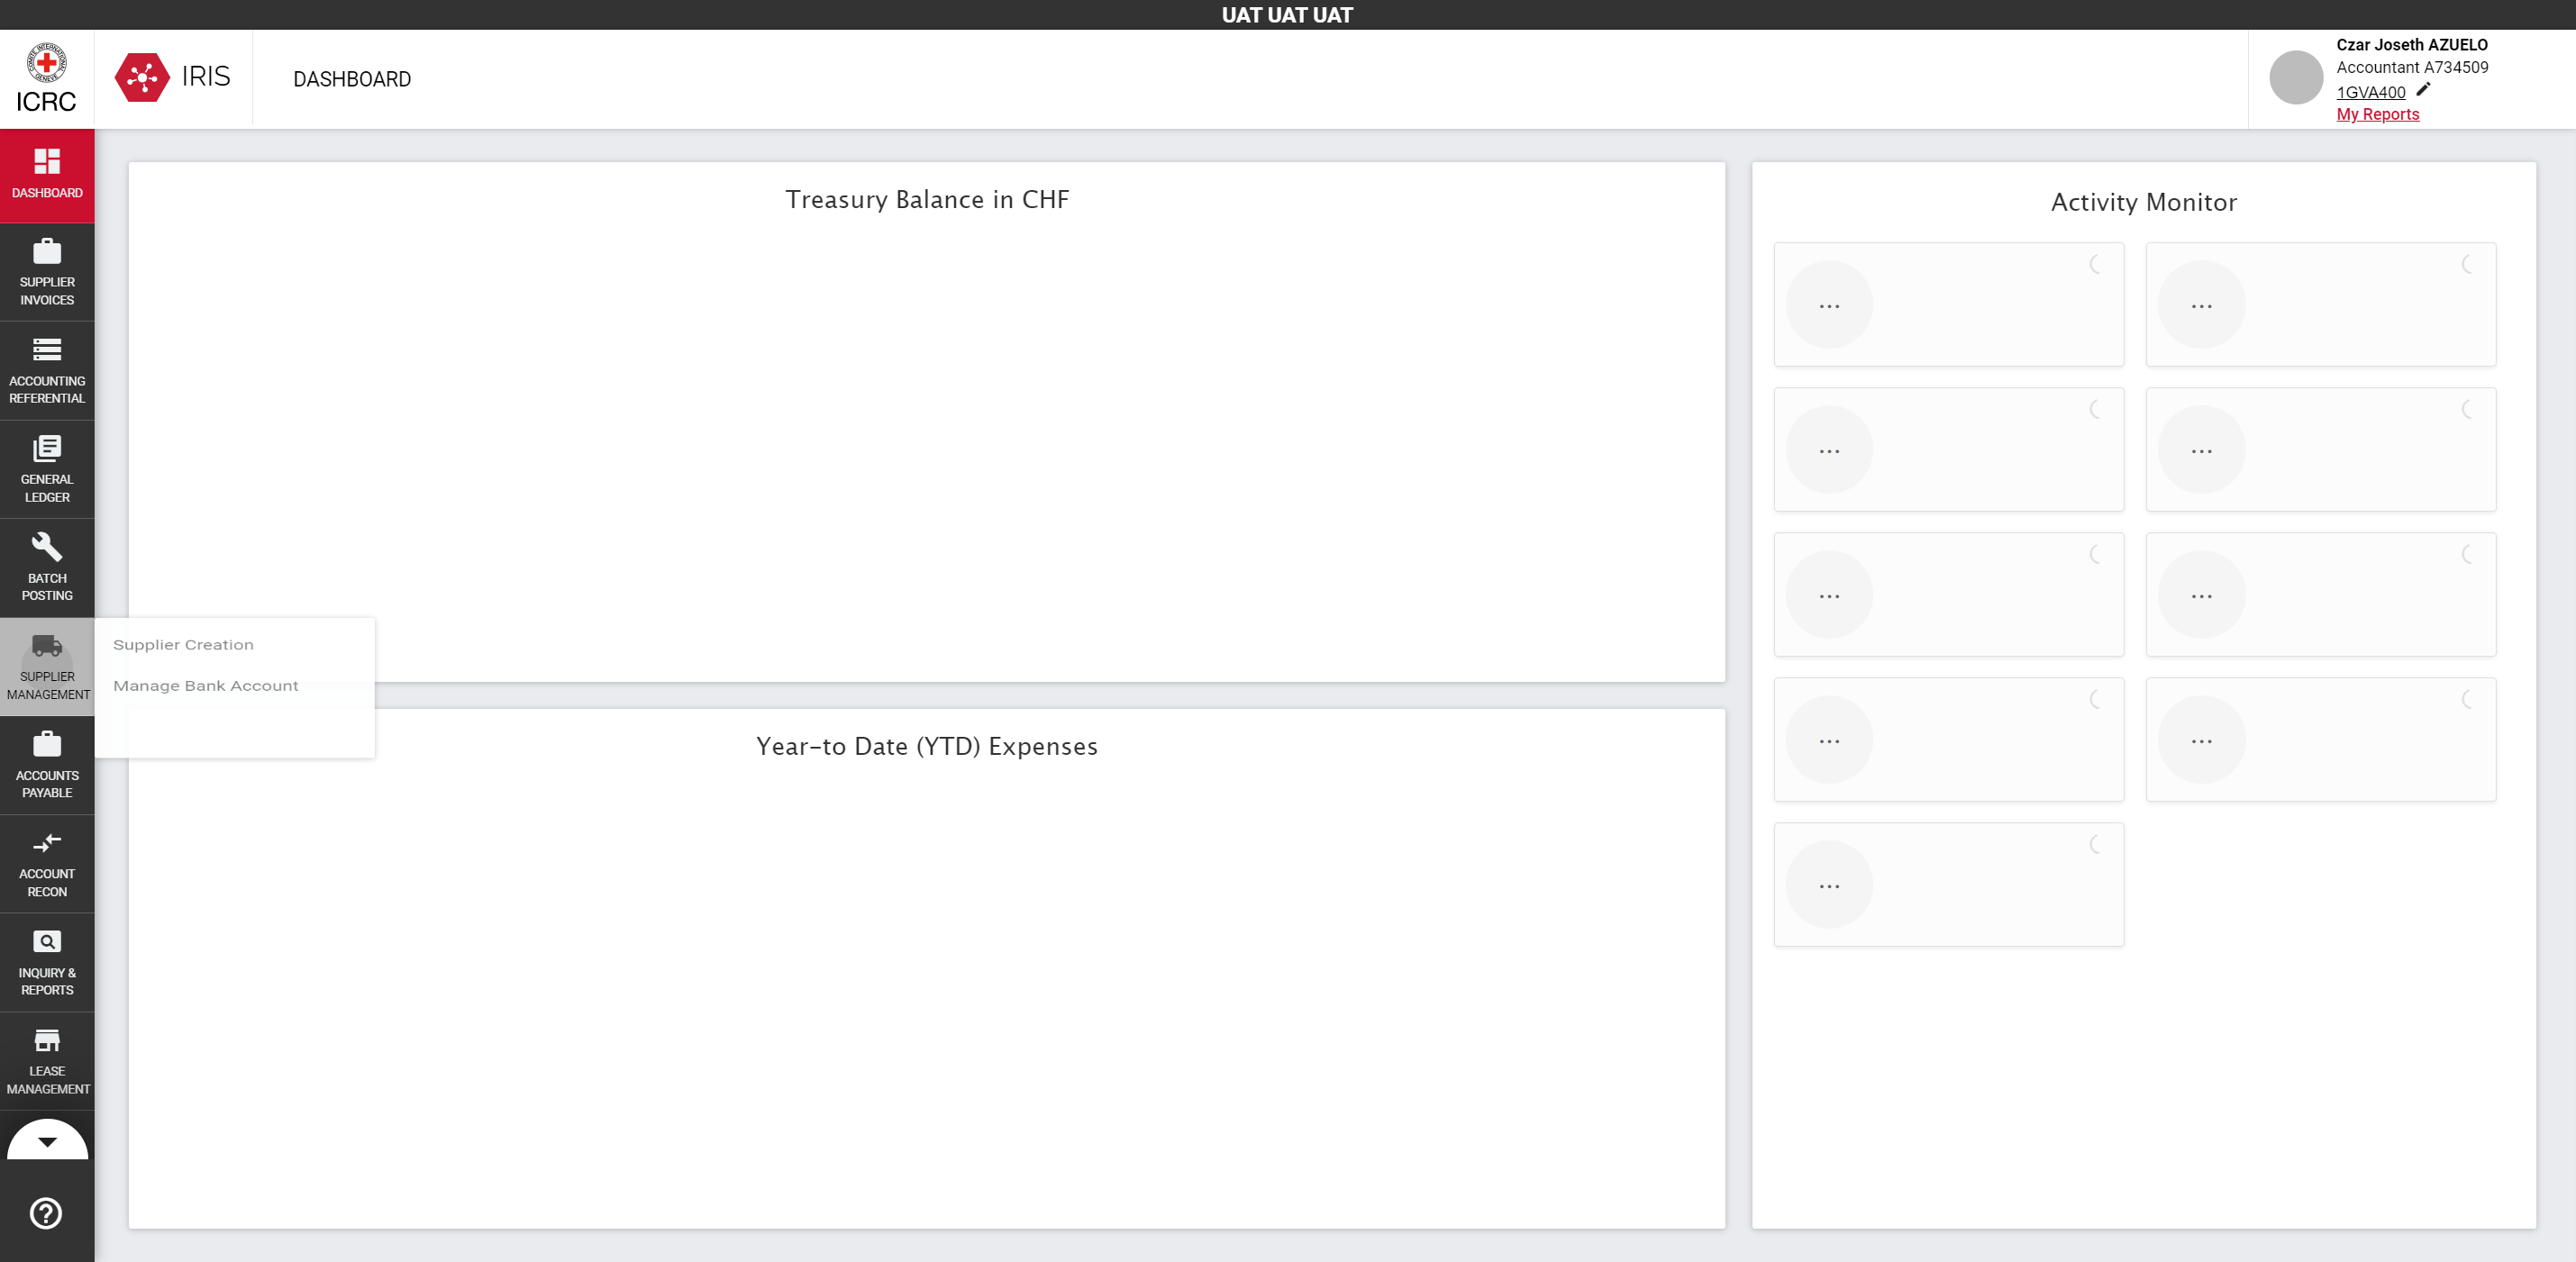 UAT UAT UAT
ICRC
IRIS
DASHBOARD
Czar Joseth AZUELO
Accountant A734509
1GVA400
My Reports
DASHBOARD
SUPPLIER
INVOICES
ACCOUNTING
REFERENTIAL
GENERAL
LEDGER
BATCH
POSTING
SUPPLIER
MANAGEMENT
Supplier Creation
Manage Bank Account
ACCOUNTS
PAYABLE
ACCOUNT
RECON
INQUIRY &
REPORTS
LEASE
MANAGEMENT
Treasury Balance in CHF
Year-to Date (YTD) Expenses
Activity Monitor
...
...
...
...
...
...
...
...
...